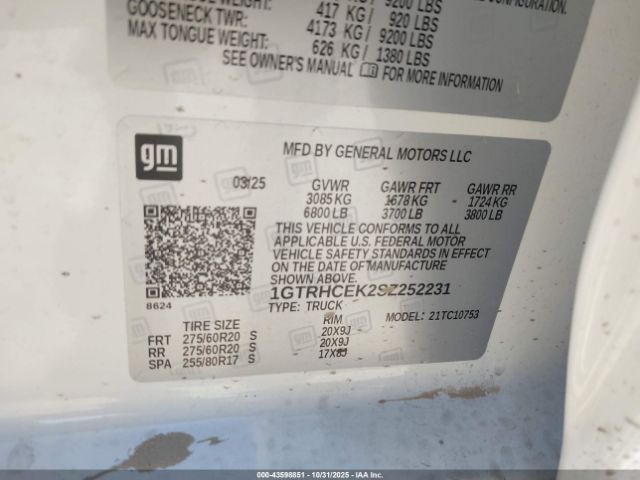 417 KG/ 920 LBS
GOOSENECK TWR: 4173 KG/ 9200 LBS
MAX TONGUE WEIGHT: 626 KG/ 1380 LBS
SEE OWNER'S MANUAL FOR MORE INFORMATION
gm
MFD BY GENERAL MOTORS LLC
03/25 GVWR GAWR FRT GAWR RR
3085 KG 1678 KG 1724 KG
6800 LB 3700 LB 3800 LB
THIS VEHICLE CONFORMS TO ALL
APPLICABLE U.S. FEDERAL MOTOR
VEHICLE SAFETY STANDARDS IN EFFECT
ON THE DATE OF MANUFACTURE
SHOWN ABOVE.
8624
1GTRHCEK2SZ252231
TYPE: TRUCK MODEL: 21TC10753
TIRE SIZE RIM
FRT 275/60R20 S 20X9J
RR 275/60R20 S 20X9J
SPA 255/80R17 S 17X8J
000-43598851 - 10/31/2025 - IAA Inc.